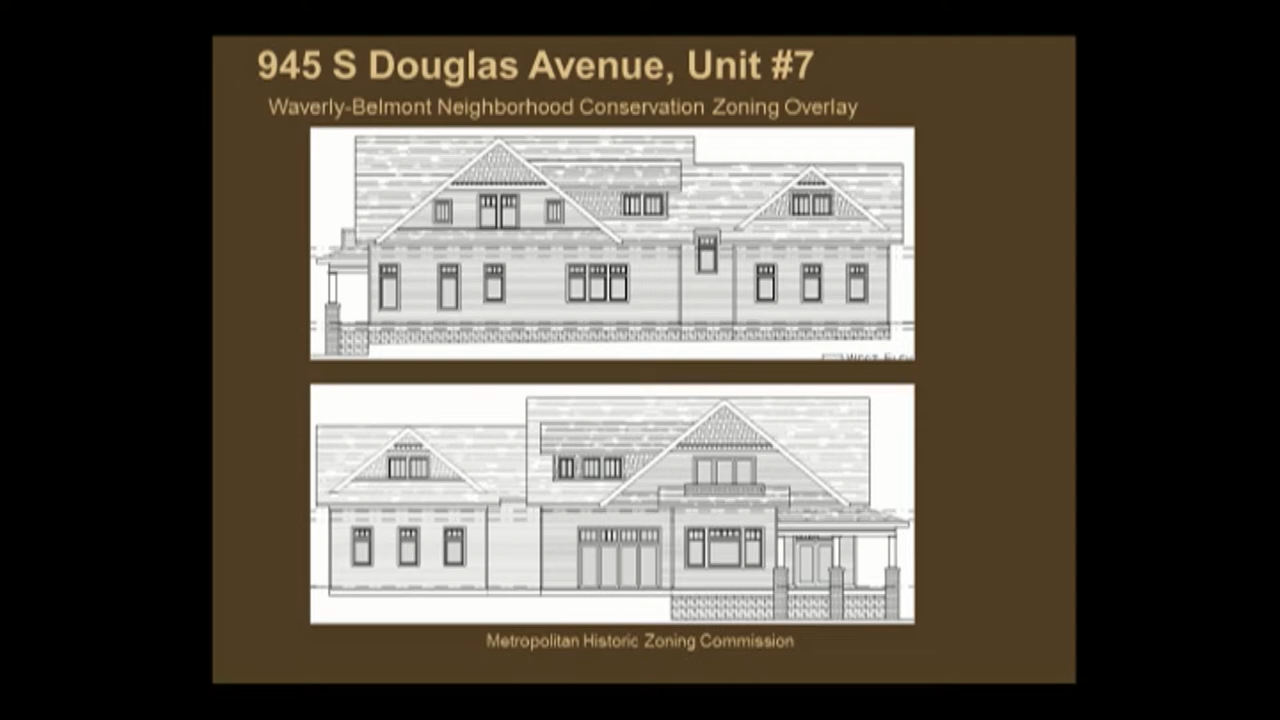 945 S Douglas Avenue, Unit #7
Waverly-Belmont Neighborhood Conservation Zoning Overlay
Metropolitan Historic Zoning Commission